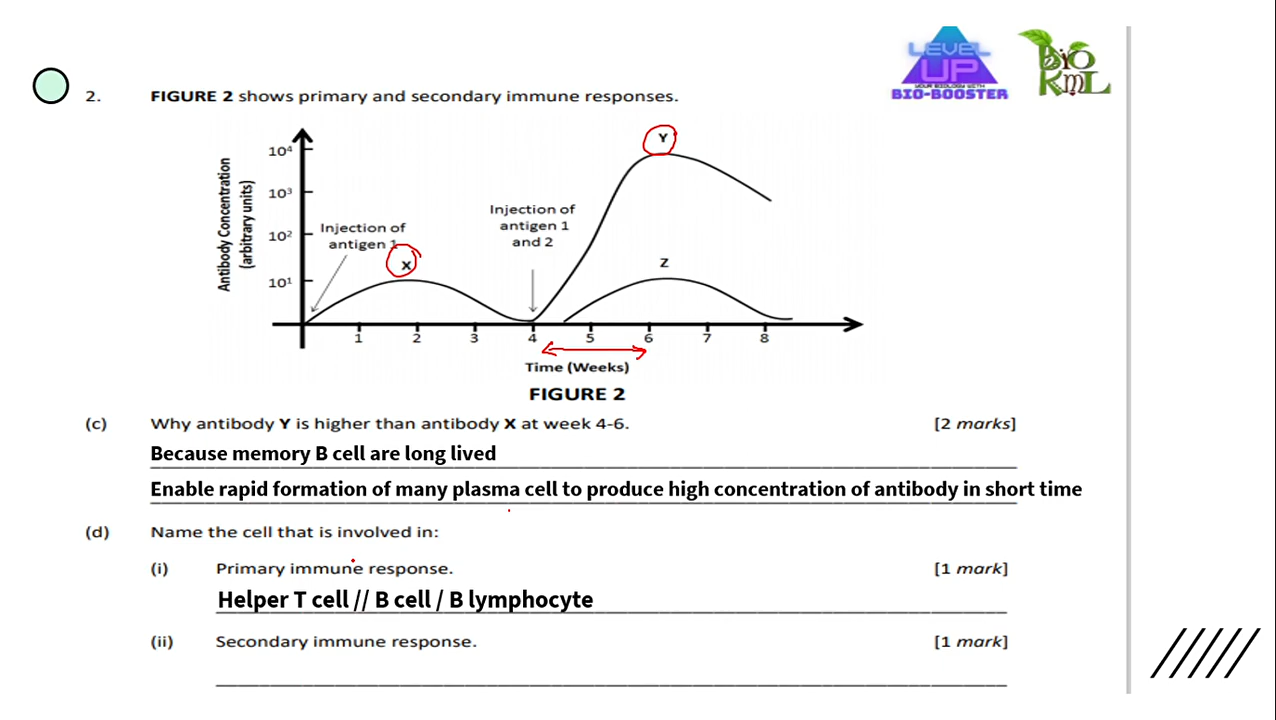 LEVEL
UP
YOUR BIOLOGY WITH
BIO-BOOSTER
BiO
KmL
2. FIGURE 2 shows primary and secondary immune responses.
Antibody Concentration
(arbitrary units)
10⁴
10³
10²
10¹
Injection of
antigen 1
X
Injection of
antigen 1
and 2
Y
Z
1 2 3 4 5 6 7 8
Time (Weeks)
FIGURE 2
(c) Why antibody Y is higher than antibody X at week 4-6. [2 marks]
Because memory B cell are long lived
Enable rapid formation of many plasma cell to produce high concentration of antibody in short time
(d) Name the cell that is involved in:
(i) Primary immune response. [1 mark]
Helper T cell // B cell / B lymphocyte
(ii) Secondary immune response. [1 mark]